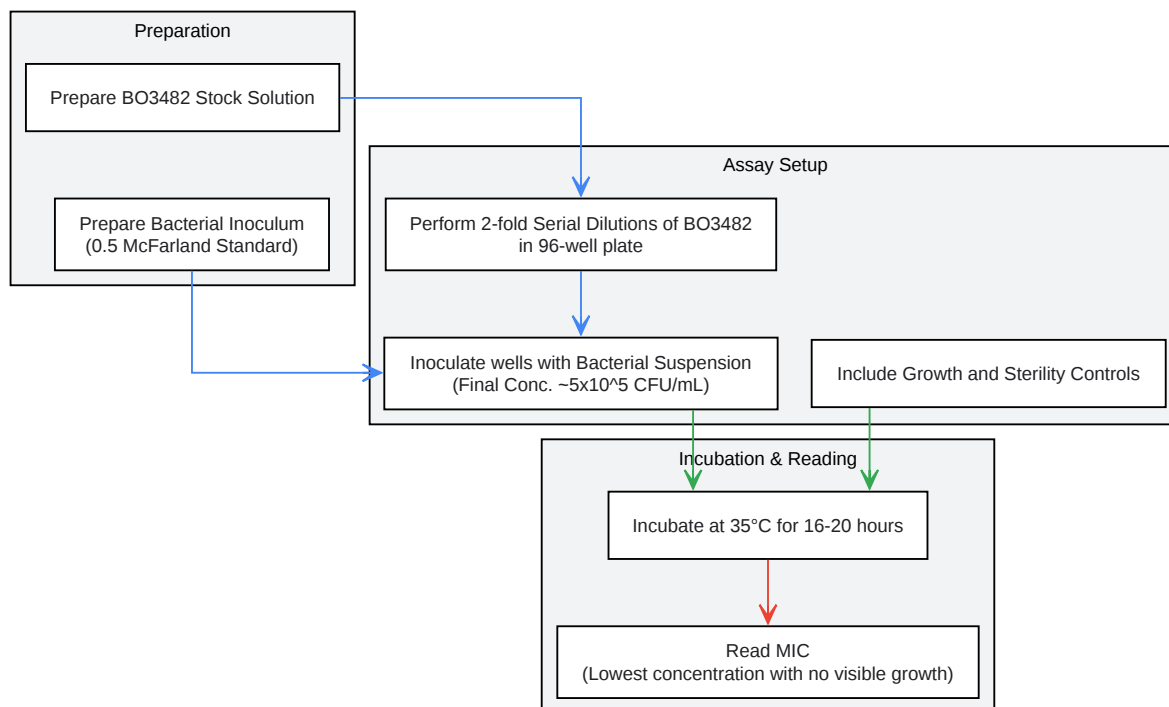 Preparation
Prepare BO3482 Stock Solution
Prepare Bacterial Inoculum
(0.5 McFarland Standard)
Assay Setup
Perform 2-fold Serial Dilutions of BO3482
in 96-well plate
Inoculate wells with Bacterial Suspension
(Final Conc. ~5x10^5 CFU/mL)
Include Growth and Sterility Controls
Incubation & Reading
Incubate at 35°C for 16-20 hours
Read MIC
(Lowest concentration with no visible growth)